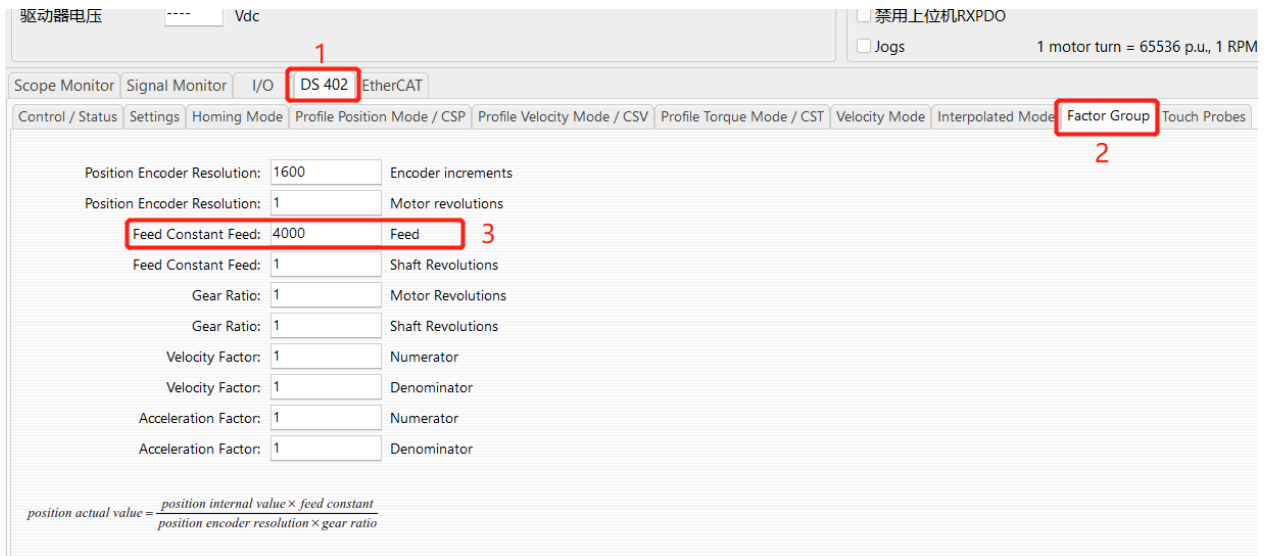 驱动器电压 ---- Vdc
禁用上位机RXPDO
Jogs 1 motor turn = 65536 p.u., 1 RPM
1
Scope Monitor Signal Monitor I/O DS 402 EtherCAT
Control / Status Settings Homing Mode Profile Position Mode / CSP Profile Velocity Mode / CSV Profile Torque Mode / CST Velocity Mode Interpolated Mode Factor Group Touch Probes
2
Position Encoder Resolution: 1600 Encoder increments
Position Encoder Resolution: 1 Motor revolutions
Feed Constant Feed: 4000 Feed 3
Feed Constant Feed: 1 Shaft Revolutions
Gear Ratio: 1 Motor Revolutions
Gear Ratio: 1 Shaft Revolutions
Velocity Factor: 1 Numerator
Velocity Factor: 1 Denominator
Acceleration Factor: 1 Numerator
Acceleration Factor: 1 Denominator
position actual value = position internal value × feed constant
position encoder resolution × gear ratio